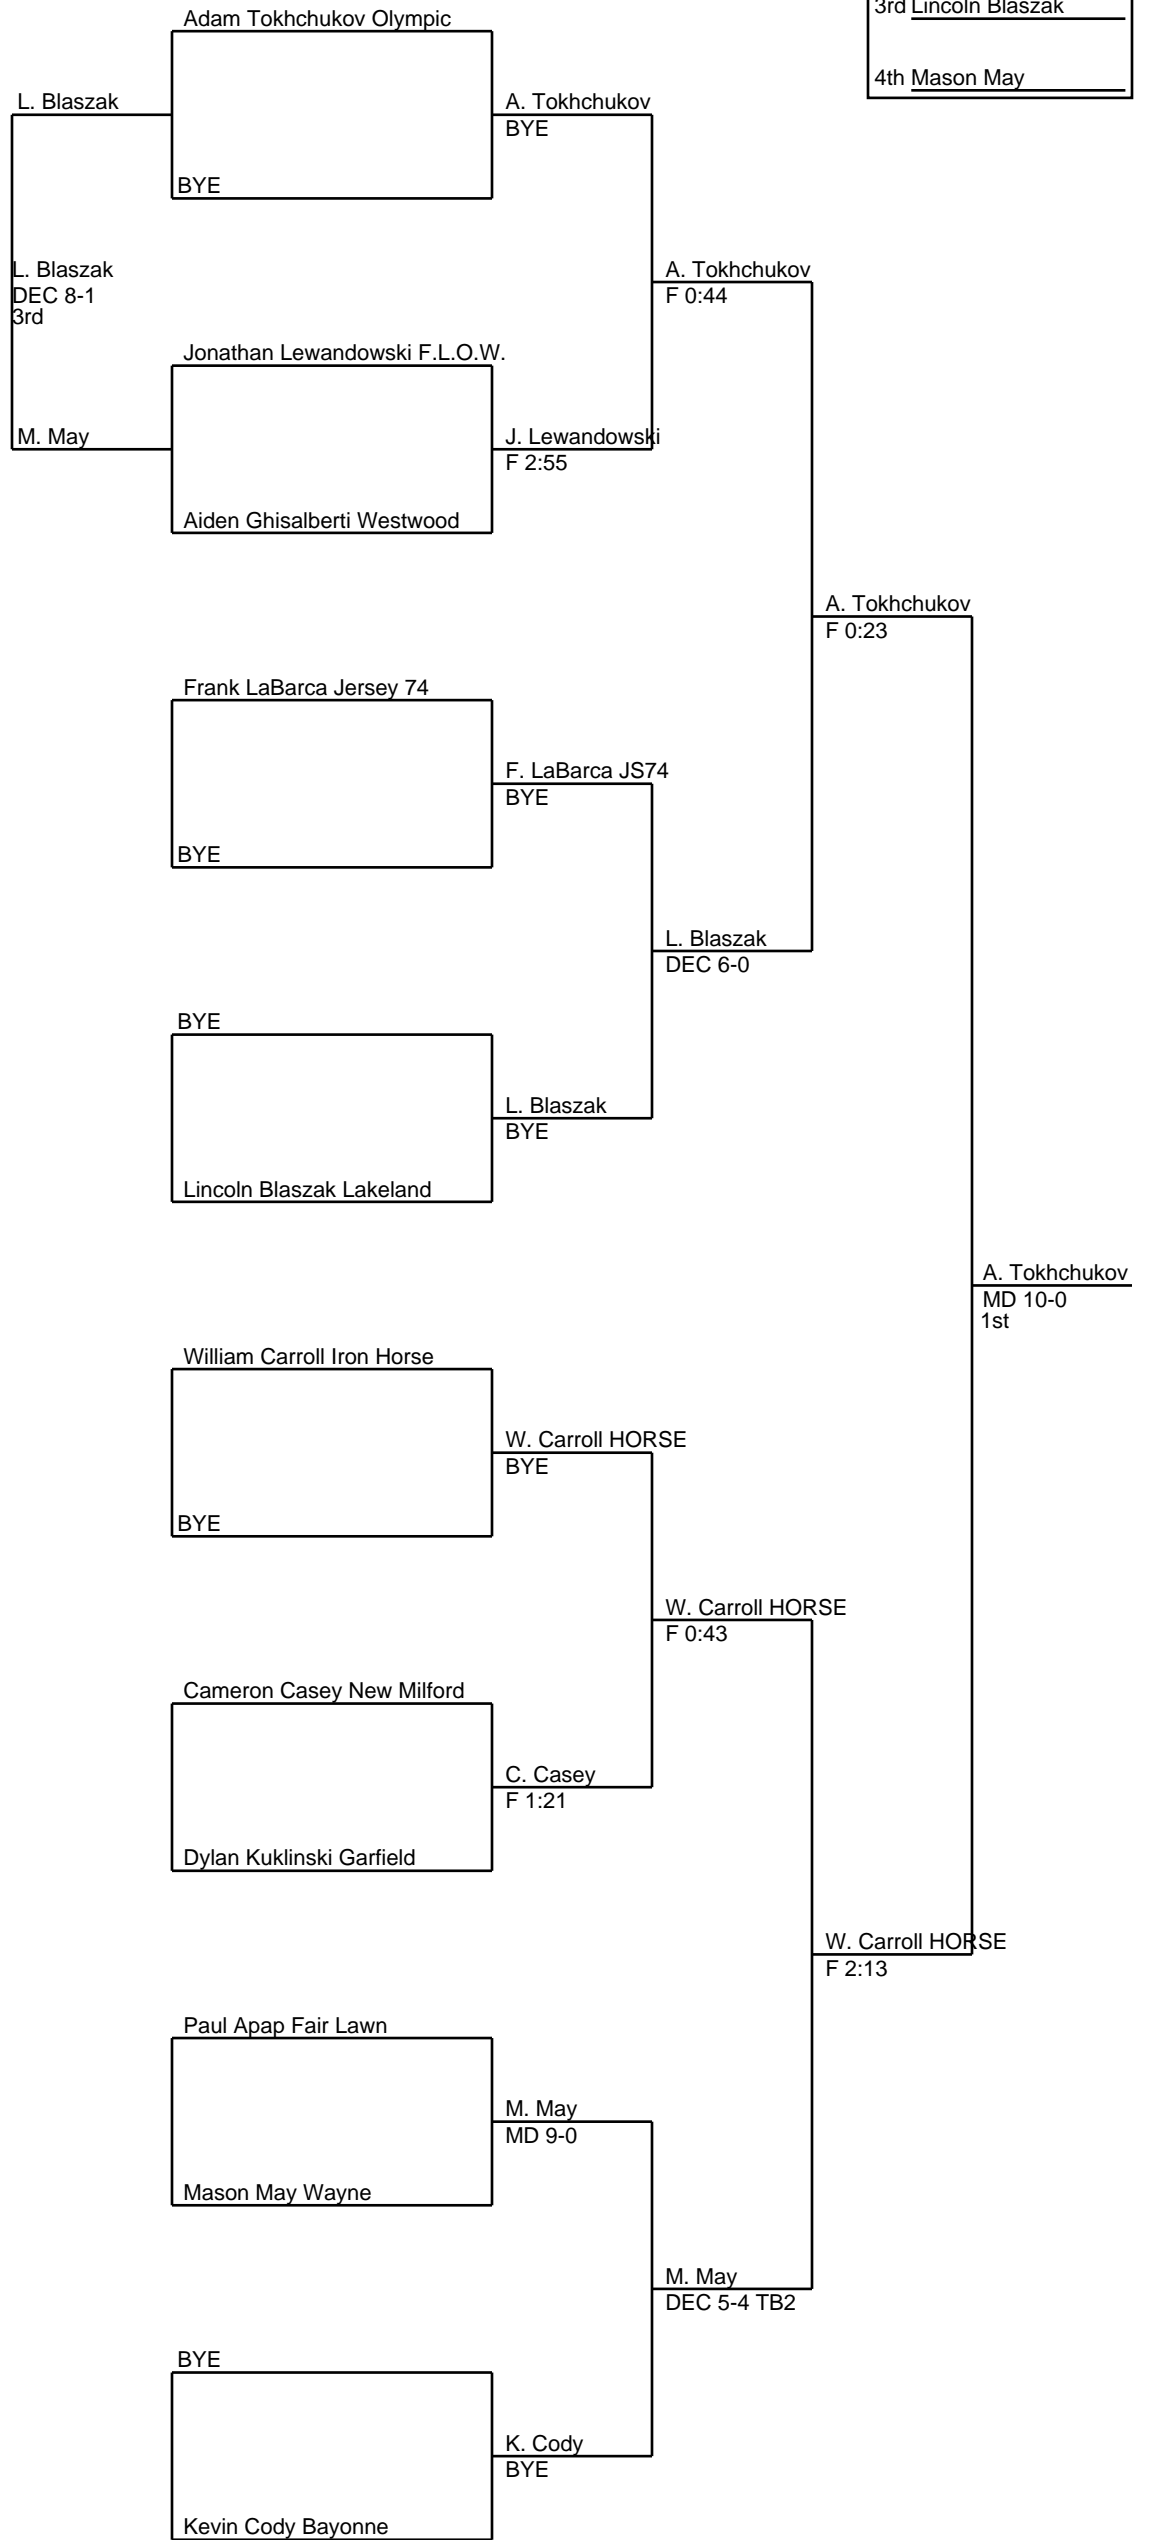 Adam Tokhchukov Olympic
3rd Lincoln Blaszak
4th Mason May
L. Blaszak
A. Tokhchukov
BYE
BYE
L. Blaszak
DEC 8-1
3rd
A. Tokhchukov
F 0:44
Jonathan Lewandowski F.L.O.W.
M. May
J. Lewandowski
F 2:55
Aiden Ghisalberti Westwood
A. Tokhchukov
F 0:23
Frank LaBarca Jersey 74
F. LaBarca JS74
BYE
BYE
L. Blaszak
DEC 6-0
BYE
L. Blaszak
BYE
Lincoln Blaszak Lakeland
A. Tokhchukov
MD 10-0
1st
William Carroll Iron Horse
W. Carroll HORSE
BYE
BYE
W. Carroll HORSE
F 0:43
Cameron Casey New Milford
C. Casey
F 1:21
Dylan Kuklinski Garfield
W. Carroll HORSE
F 2:13
Paul Apap Fair Lawn
M. May
MD 9-0
Mason May Wayne
M. May
DEC 5-4 TB2
BYE
K. Cody
BYE
Kevin Cody Bayonne